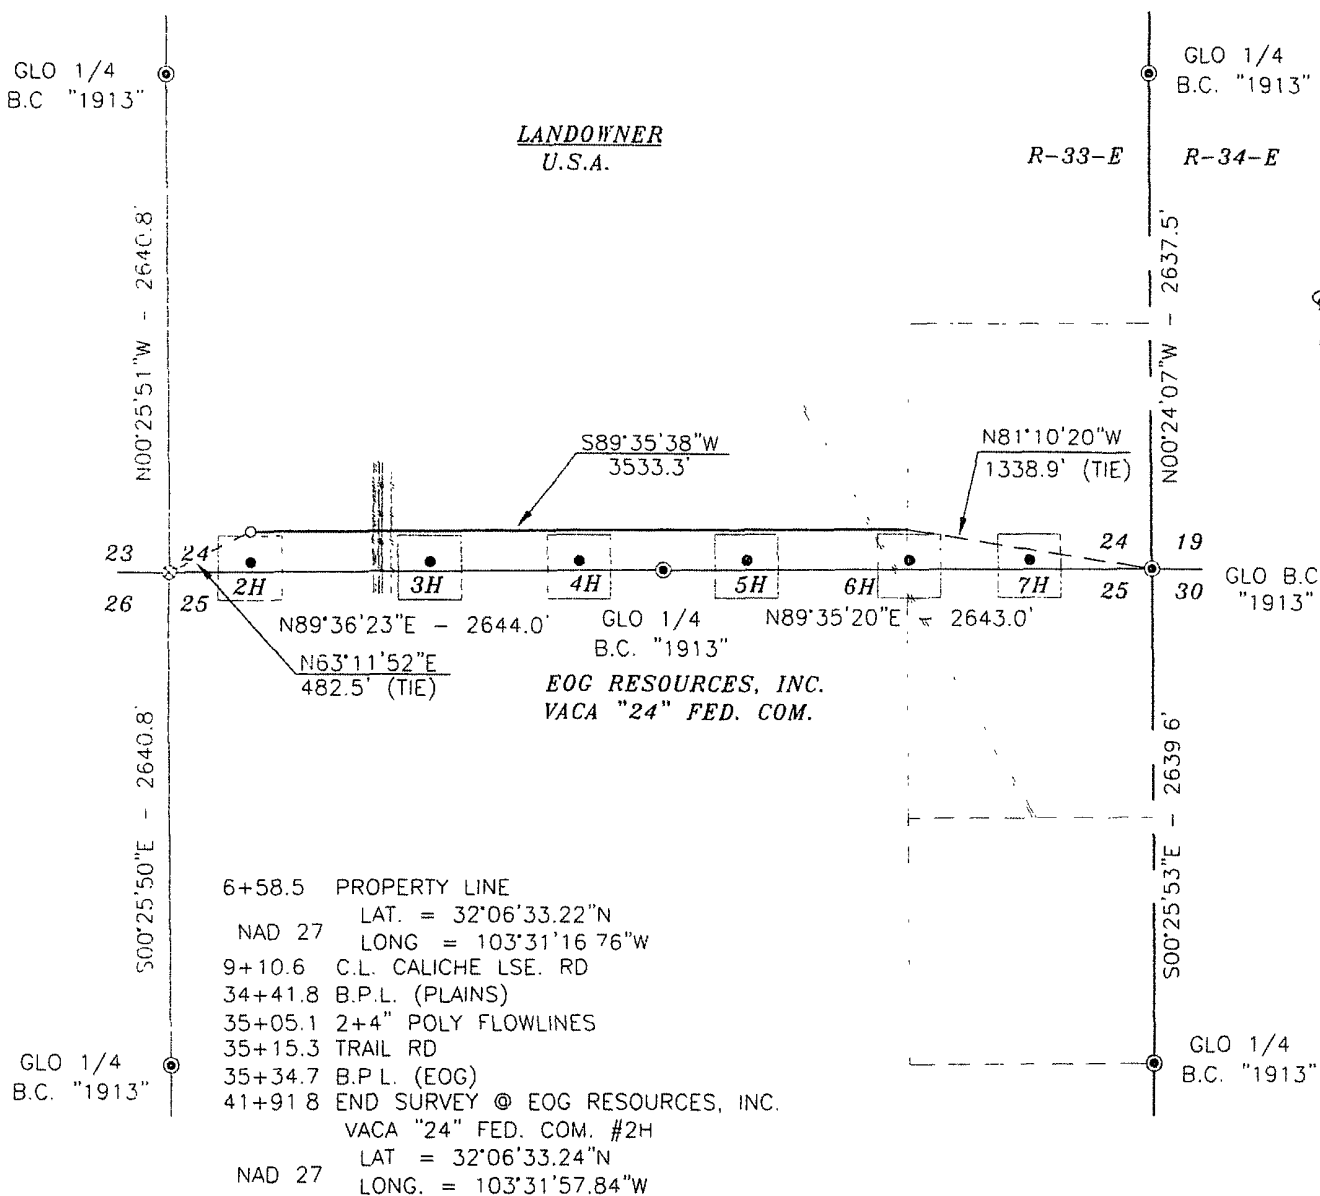 GLO 1/4
B.C "1913"
GLO 1/4
B.C. "1913"
LANDOWNER
U.S.A.
R-33-E
R-34-E
N00°25'51"W - 2640.8'
N00°24'07"W - 2637.5'
S89°35'38"W
3533.3'
N81°10'20"W
1338.9' (TIE)
23
24
24
19
26
25
25
30
2H
3H
4H
5H
6H
7H
GLO B.C
"1913"
N89°36'23"E - 2644.0'
GLO 1/4
B.C. "1913"
N89°35'20"E - 2643.0'
N63°11'52"E
482.5' (TIE)
EOG RESOURCES, INC.
VACA "24" FED. COM.
S00°25'50"E - 2640.8'
S00°25'53"E - 2639 6'
6+58.5 PROPERTY LINE
LAT. = 32°06'33.22"N
NAD 27
LONG = 103°31'16 76"W
9+10.6 C.L. CALICHE LSE. RD
34+41.8 B.P.L. (PLAINS)
35+05.1 2+4" POLY FLOWLINES
35+15.3 TRAIL RD
35+34.7 B.P L. (EOG)
41+91 8 END SURVEY @ EOG RESOURCES, INC.
VACA "24" FED. COM. #2H
LAT = 32°06'33.24"N
NAD 27
LONG. = 103°31'57.84"W
GLO 1/4
B.C. "1913"
GLO 1/4
B.C. "1913"